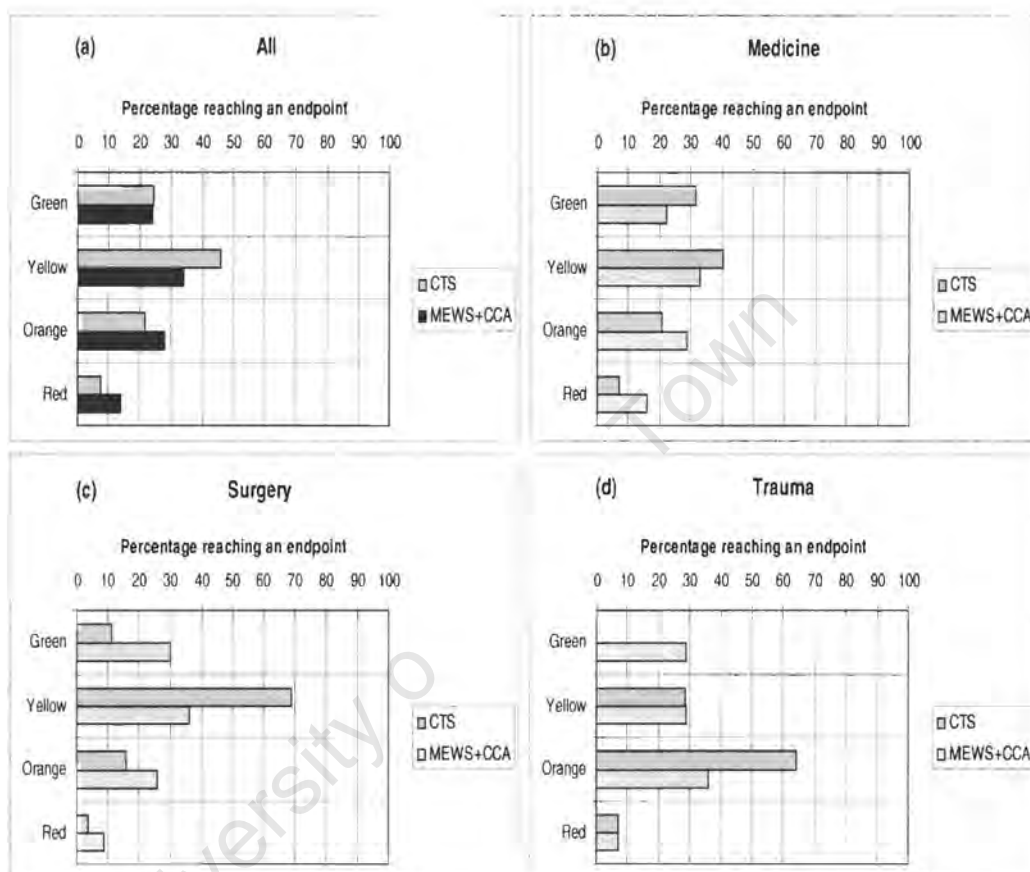 (a) All
Percentage reaching an endpoint
0 10 20 30 40 50 60 70 80 90 100
Green
Yellow
Orange
Red
CTS
MEWS+CCA
(b) Medicine
Percentage reaching an endpoint
0 10 20 30 40 50 60 70 80 90 100
Green
Yellow
Orange
Red
CTS
MEWS+CCA
(c) Surgery
Percentage reaching an endpoint
0 10 20 30 40 50 60 70 80 90 100
Green
Yellow
Orange
Red
CTS
MEWS+CCA
(d) Trauma
Percentage reaching an endpoint
0 10 20 30 40 50 60 70 80 90 100
Green
Yellow
Orange
Red
CTS
MEWS+CCA
versity o
Town